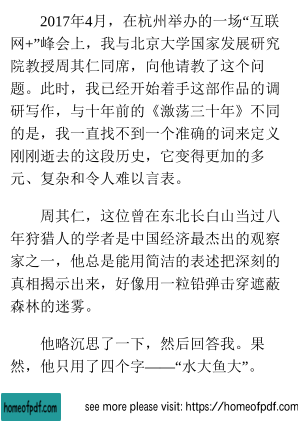 2017年4月，在杭州举办的一场“互联
网+”峰会上，我与北京大学国家发展研究
院教授周其仁同席，向他请教了这个问
题。此时，我已经开始着手这部作品的调
研写作，与十年前的《激荡三十年》不同
的是，我一直找不到一个准确的词来定义
刚刚逝去的这段历史，它变得更加的多
元、复杂和令人难以言表。
周其仁，这位曾在东北长白山当过八
年狩猎人的学者是中国经济最杰出的观察
家之一，他总是能用简洁的表述把深刻的
真相揭示出来，好像用一粒铅弹击穿遮蔽
森林的迷雾。
他略沉思了一下，然后回答我。果
然，他只用了四个字——“水大鱼大”。
homeofpdf.com
see more please visit: https://homeofpdf.com